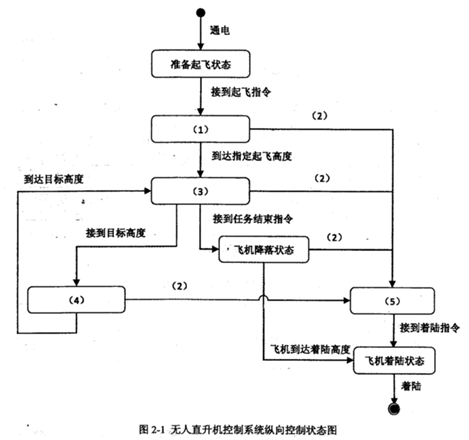 通电
准备起飞状态
接到起飞指令
(1)
(2)
到达指定起飞高度
到达目标高度
(3)
(2)
接到目标高度
接到任务结束指令
飞机降落状态
(2)
(4)
(2)
(5)
接到着陆指令
飞机到达着陆高度
飞机着陆状态
着陆
图 2-1 无人直升机控制系统纵向控制状态图